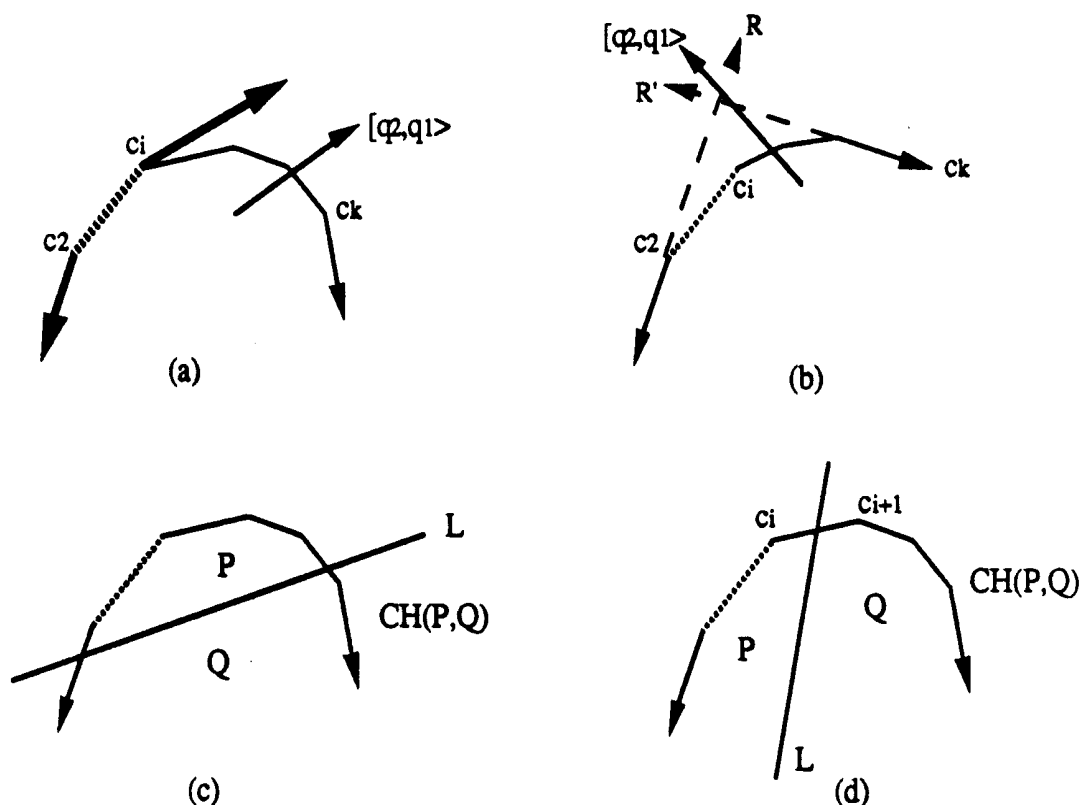 Ci
[q2,q1>
C2
Ck
(a)
[q2,q1>
R
R'
Ci
Ck
C2
(b)
L
P
CH(P,Q)
Q
(c)
Ci
Ci+1
CH(P,Q)
Q
P
L
(d)